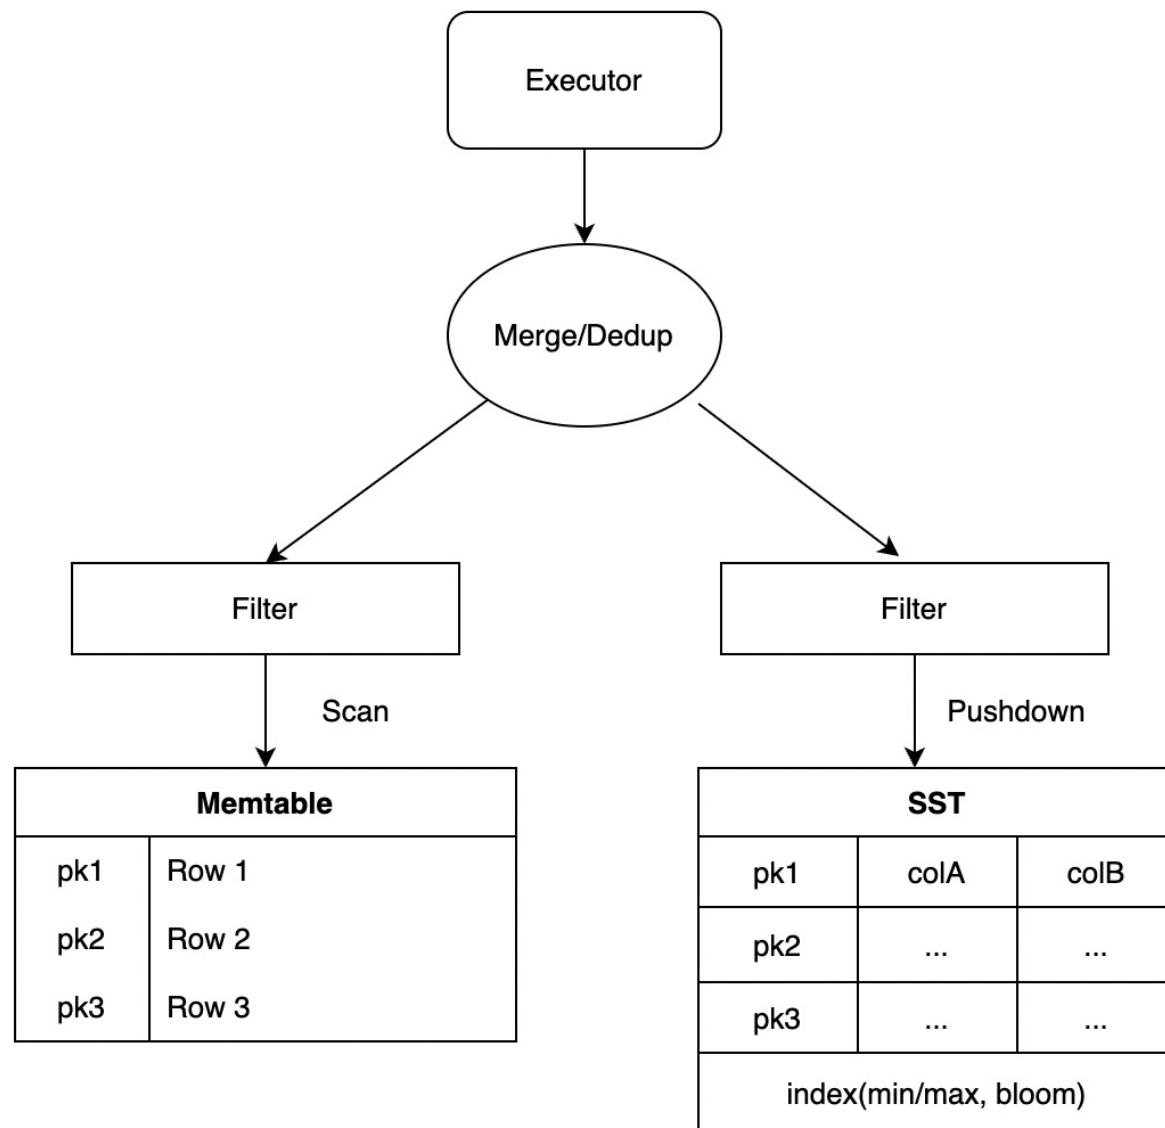 Executor
Merge/Dedup
Filter
Filter
Scan
Pushdown
Memtable
SST
pk1 Row 1
pk2 Row 2
pk3 Row 3
pk1 colA colB
pk2 ... ...
pk3 ... ...
index(min/max, bloom)